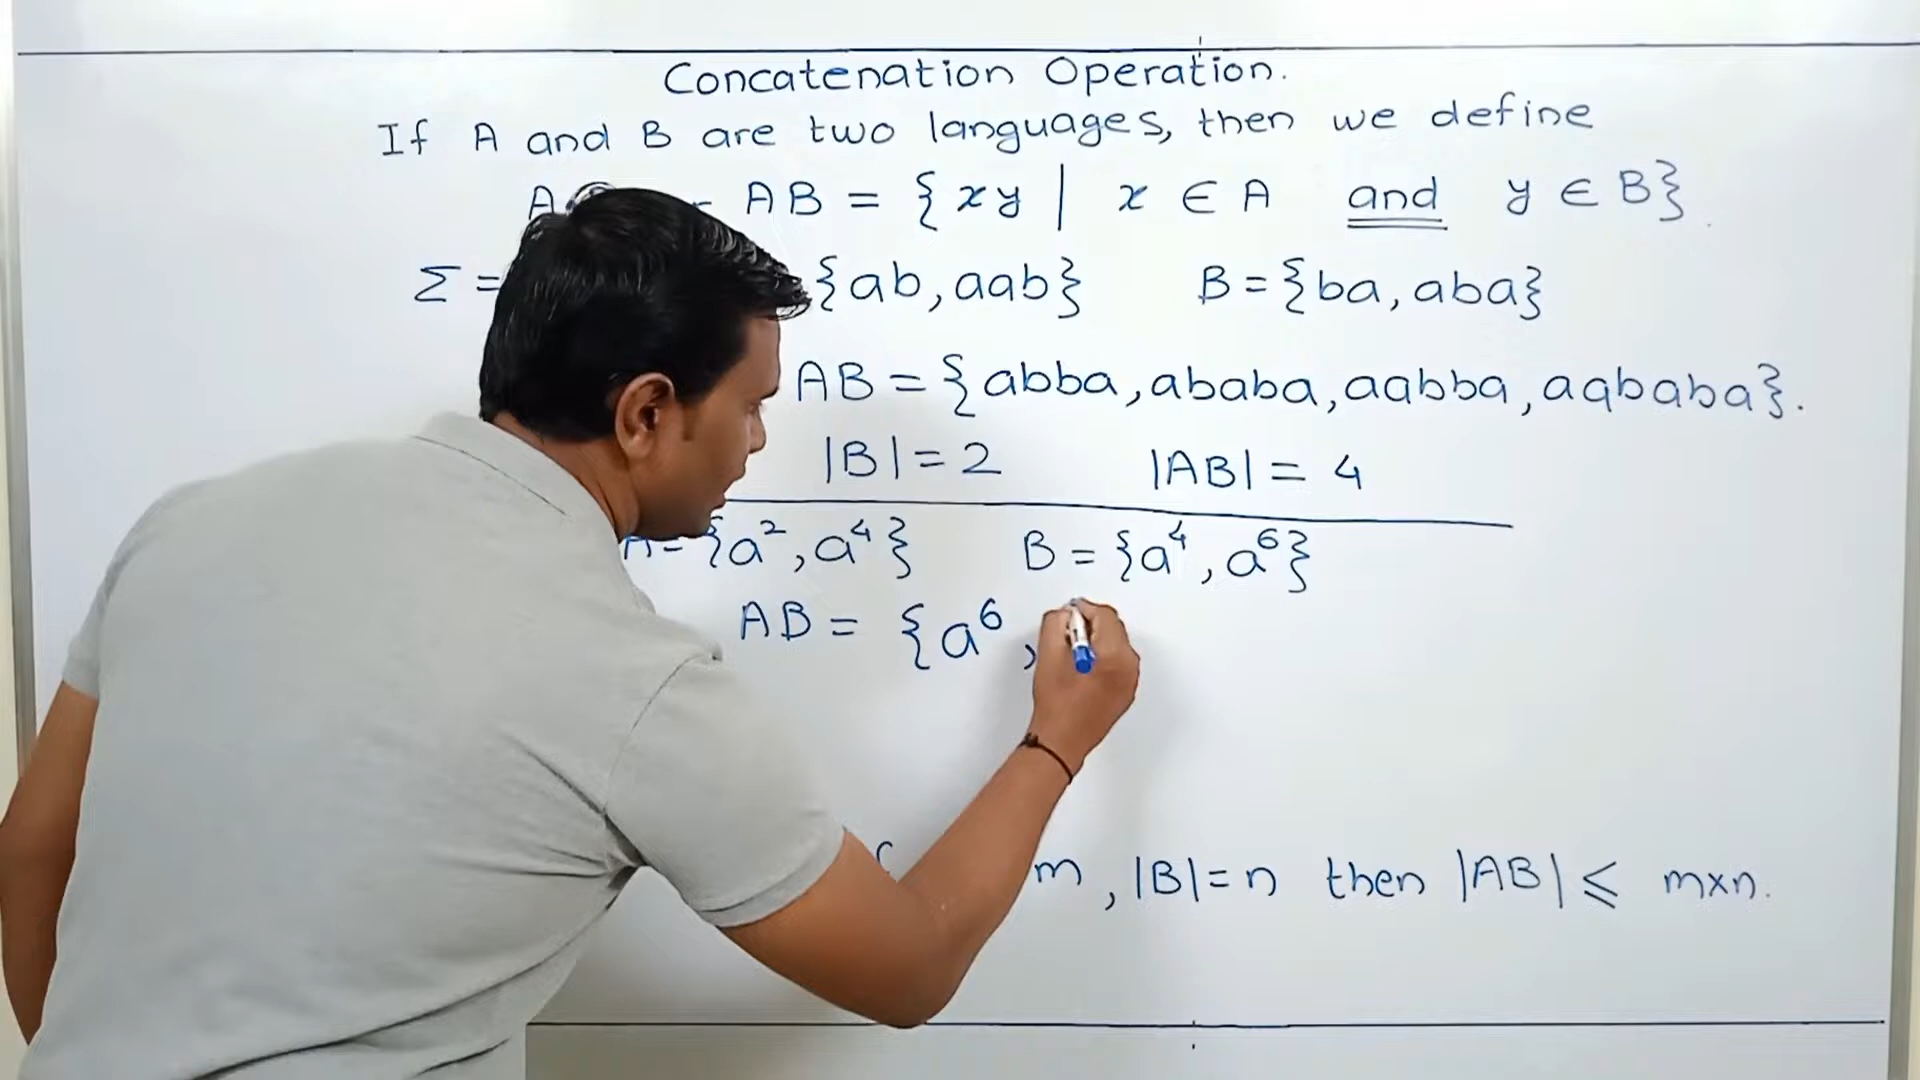 Concatenation Operation.
If A and B are two languages, then we define
A AB = {xy | x ∈ A and y ∈ B}.
Σ = {ab, aab} B = {ba, aba}
AB = {abba, ababa, aabba, aababa}.
|B| = 2 |AB| = 4
A = {a², a⁴} B = {a⁴, a⁶}
AB = {a⁶,
m, |B| = n then |AB| ⩽ m×n.